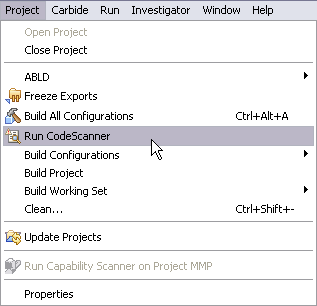 Project Carbide Run Investigator Window Help
Open Project
Close Project
ABLD
Freeze Exports
Build All Configurations Ctrl+Alt+A
Run CodeScanner
Build Configurations
Build Project
Build Working Set
Clean... Ctrl+Shift+-
Update Projects
Run Capability Scanner on Project MMP
Properties